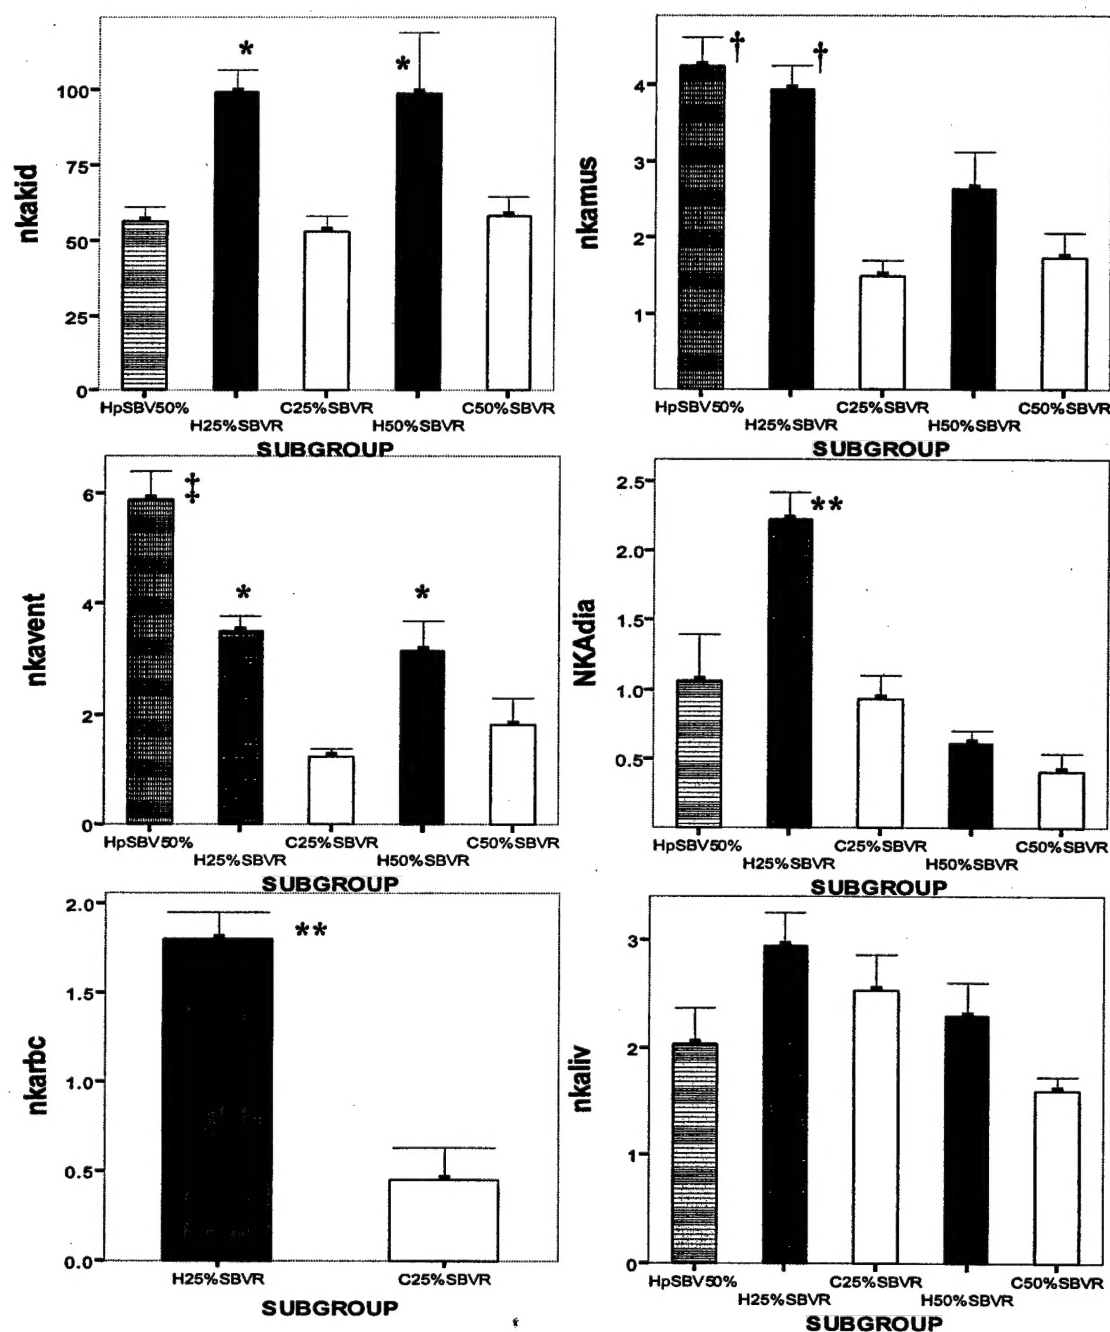 nkakid
100
75
50
25
0
*
*
HpSBV50%
C25%SBVR
C50%SBVR
H25%SBVR
H50%SBVR
SUBGROUP
nkamus
4
3
2
1
†
†
HpSBV50%
C25%SBVR
C50%SBVR
H25%SBVR
H50%SBVR
SUBGROUP
nkavent
6
4
2
0
‡
*
*
HpSBV50%
C25%SBVR
C50%SBVR
H25%SBVR
H50%SBVR
SUBGROUP
NKAdia
2.5
2.0
1.5
1.0
0.5
**
HpSBV50%
C25%SBVR
C50%SBVR
H25%SBVR
H50%SBVR
SUBGROUP
nkarbc
2.0
1.5
1.0
0.5
0.0
**
H25%SBVR
C25%SBVR
SUBGROUP
nkaliv
3
2
1
0
HpSBV50%
C25%SBVR
C50%SBVR
H25%SBVR
H50%SBVR
SUBGROUP